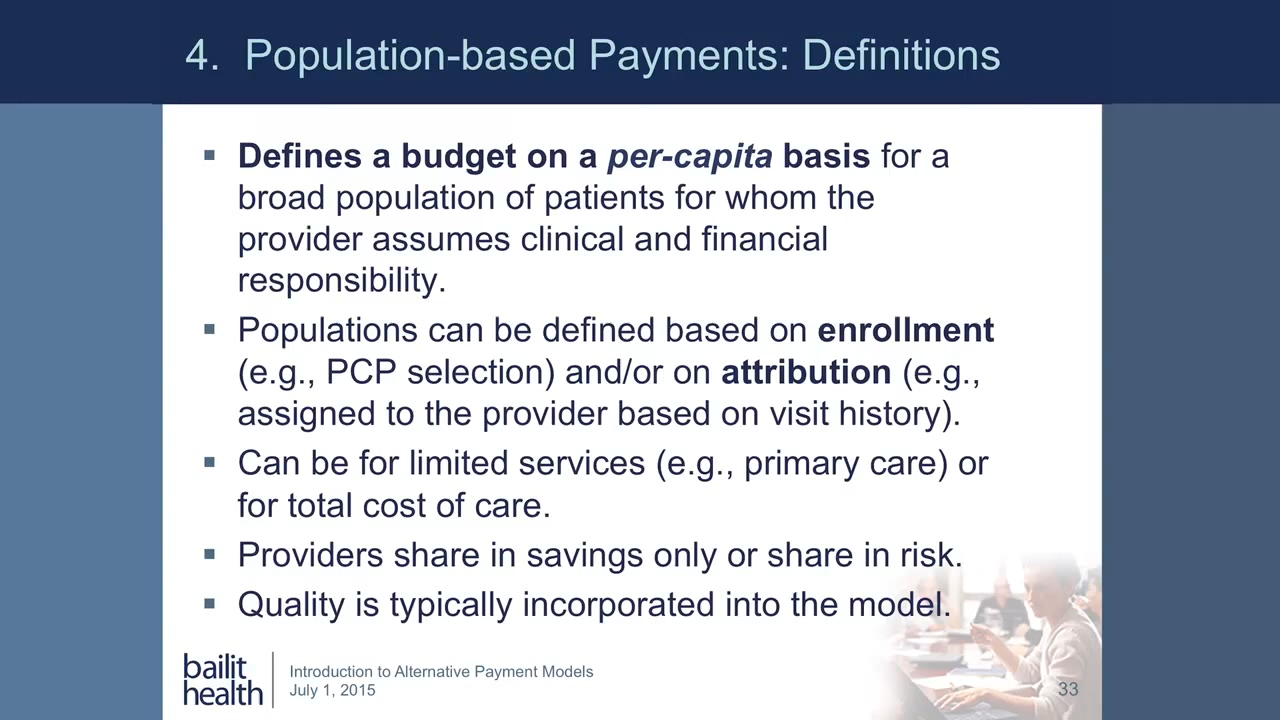 4. Population-based Payments: Definitions
▪ Defines a budget on a per-capita basis for a
broad population of patients for whom the
provider assumes clinical and financial
responsibility.
▪ Populations can be defined based on enrollment
(e.g., PCP selection) and/or on attribution (e.g.,
assigned to the provider based on visit history).
▪ Can be for limited services (e.g., primary care) or
for total cost of care.
▪ Providers share in savings only or share in risk.
▪ Quality is typically incorporated into the model.
bailit
health
Introduction to Alternative Payment Models
July 1, 2015
33